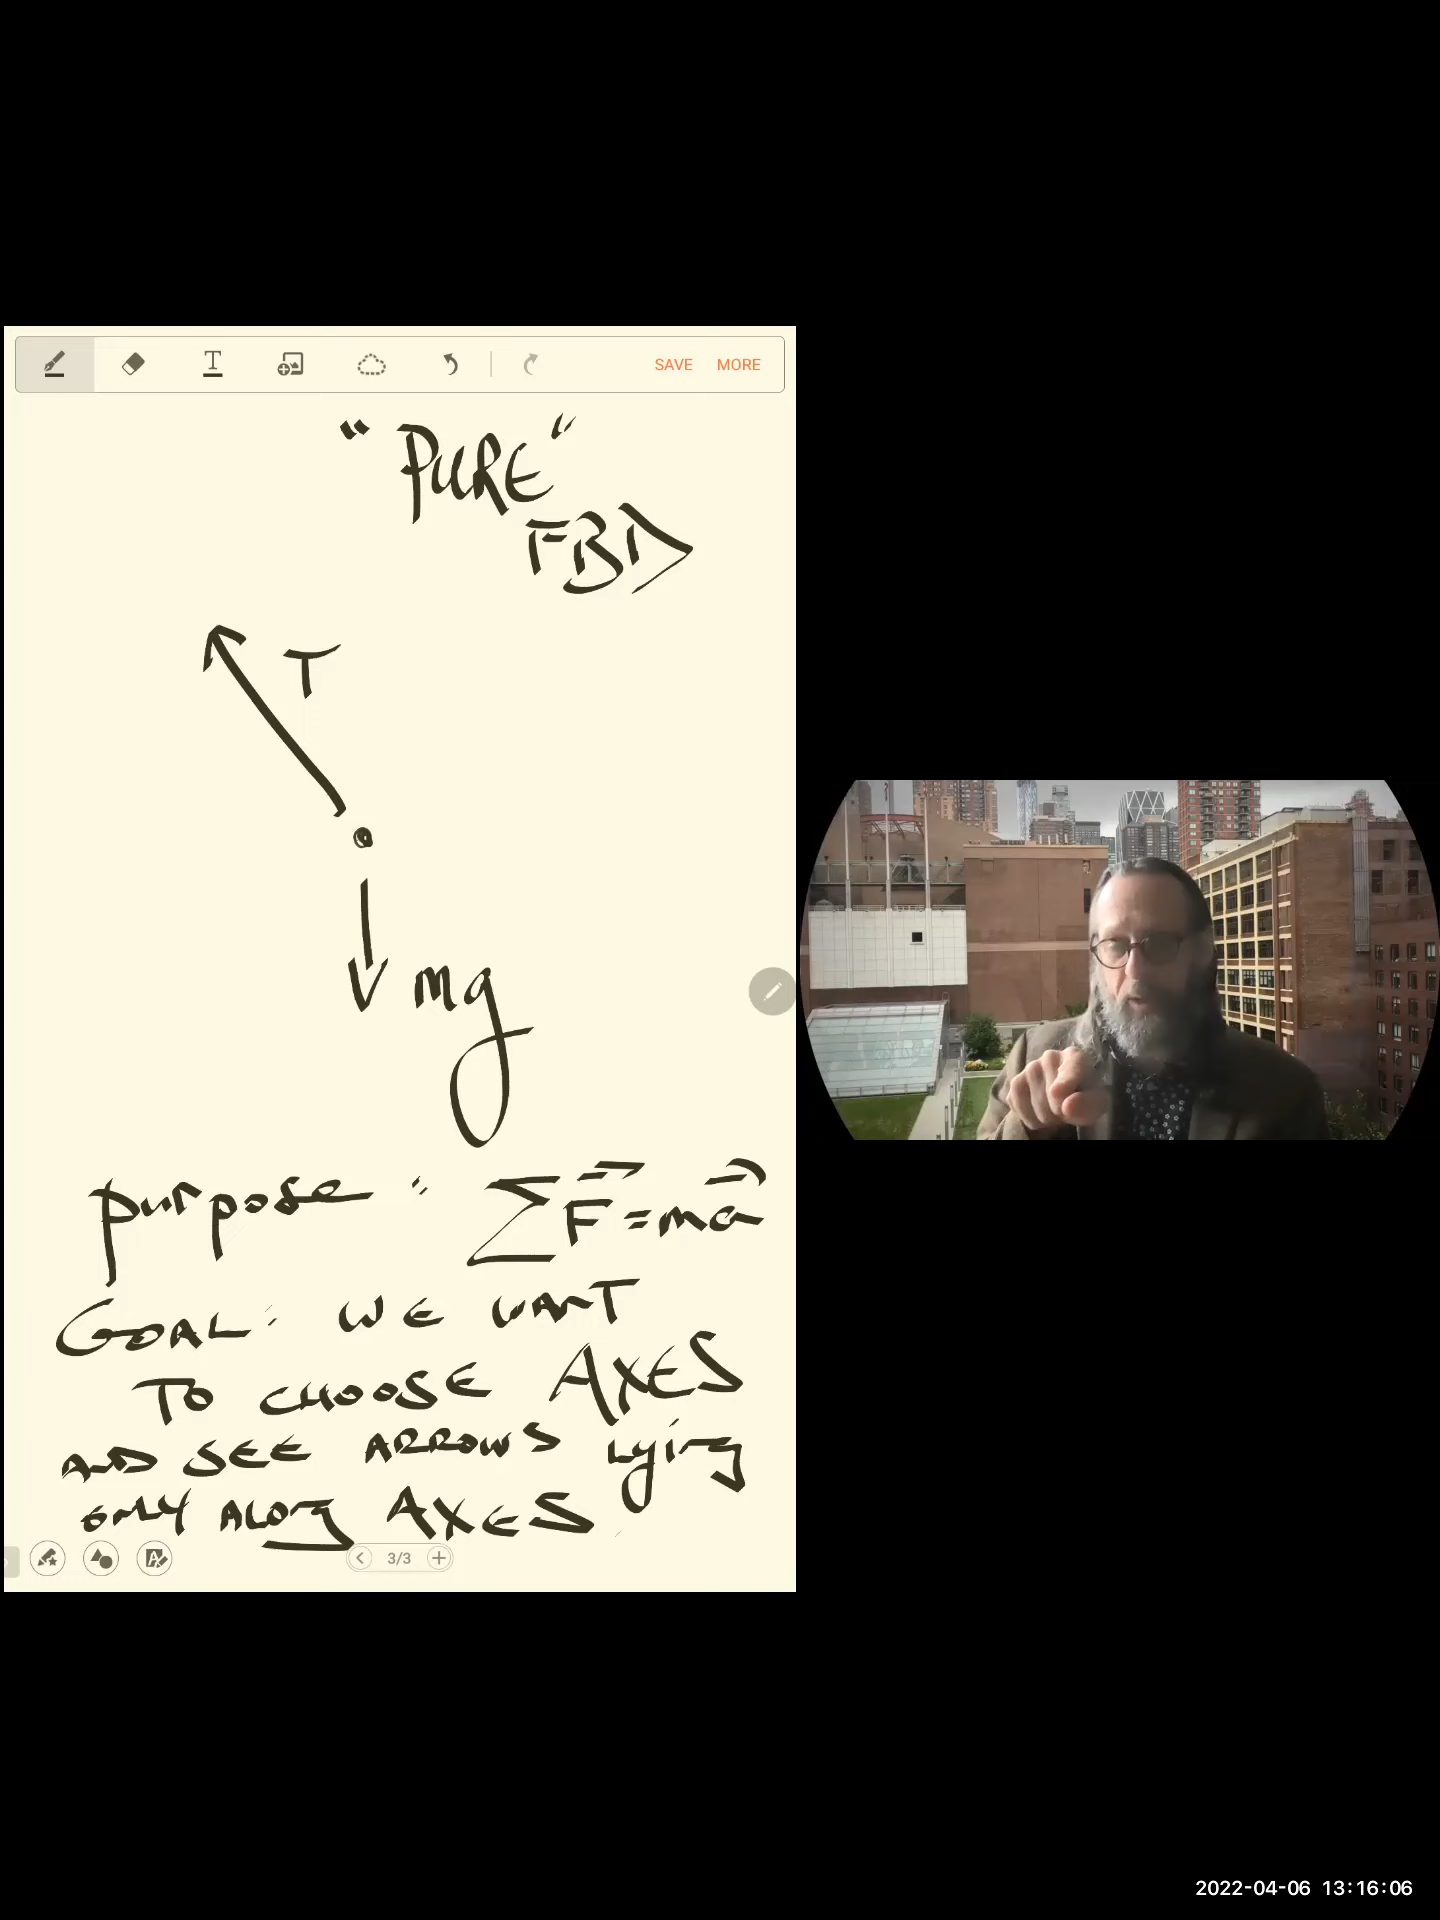 SAVE MORE
"PURE"
FBD
T
mg
purpose: ∑F⃗=ma⃗
GOAL: WE WANT
TO CHOOSE AXES
AND SEE ARROWS lying
ONLY ALONG AXES
3/3
2022-04-06 13:16:06